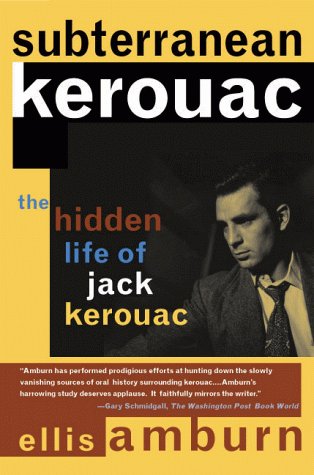 subterranean
kerouac
the
hidden
life of
jack
kerouac
"Amburn has performed prodigious efforts at hunting down the slowly
vanishing sources of oral history surrounding kerouac....Amburn's
harrowing study deserves applause. It faithfully mirrors the writer."
—Gary Schmidgall, The Washington Post Book World
ellis amburn